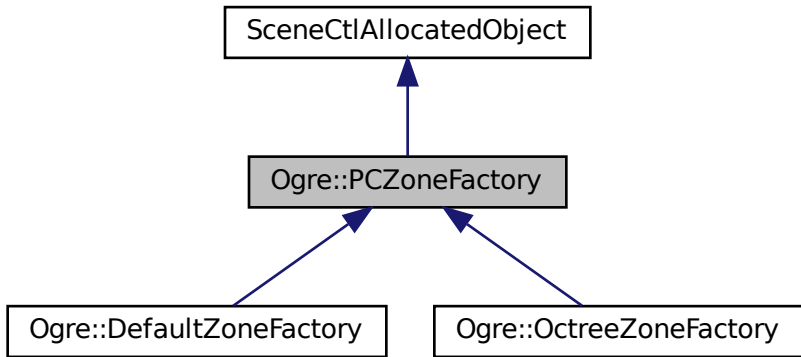 SceneCtlAllocatedObject
Ogre::PCZoneFactory
Ogre::DefaultZoneFactory
Ogre::OctreeZoneFactory